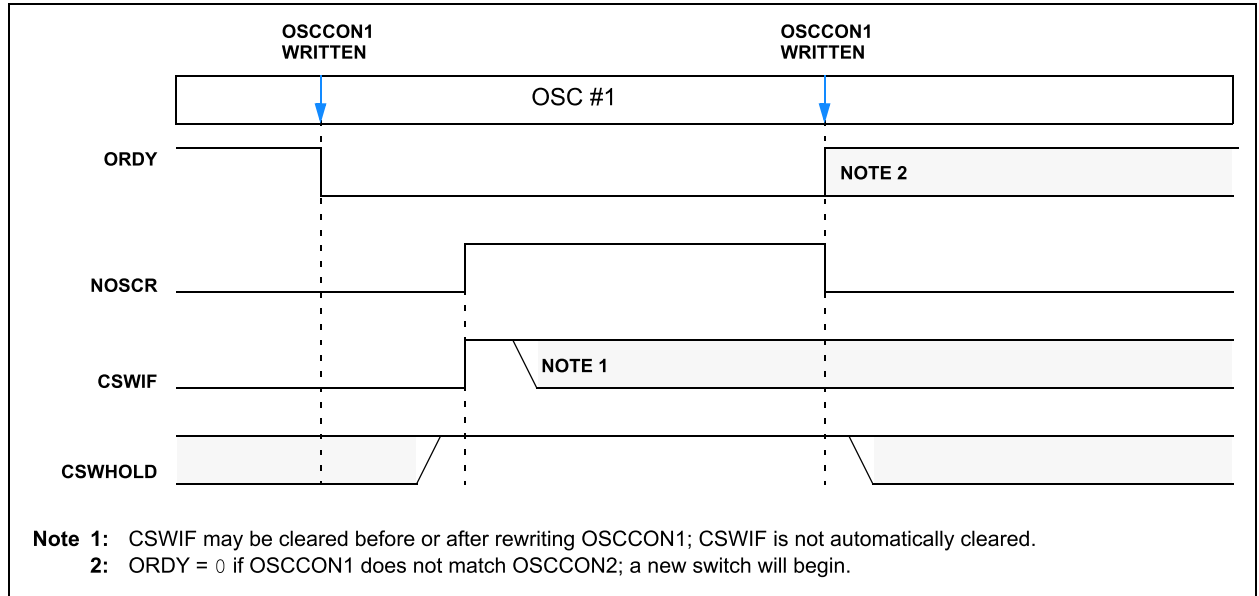 OSCCON1
WRITTEN
OSCCON1
WRITTEN
OSC #1
ORDY
NOTE 2
NOSCR
NOTE 1
CSWIF
CSWHOLD
Note 1: CSWIF may be cleared before or after rewriting OSCCON1; CSWIF is not automatically cleared.
2: ORDY = 0 if OSCCON1 does not match OSCCON2; a new switch will begin.